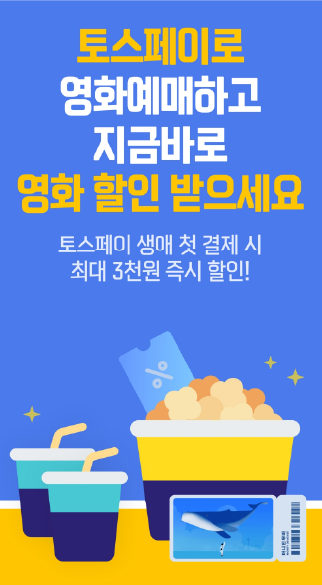 토스페이로
영화예매하고
지금바로
영화 할인 받으세요
토스페이 생애 첫 결제 시
최대 3천원 즉시 할인!
%